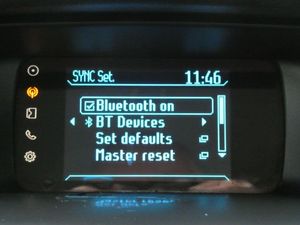 SYNC Set. 11:46
Bluetooth on
BT Devices
Set defaults
Master reset